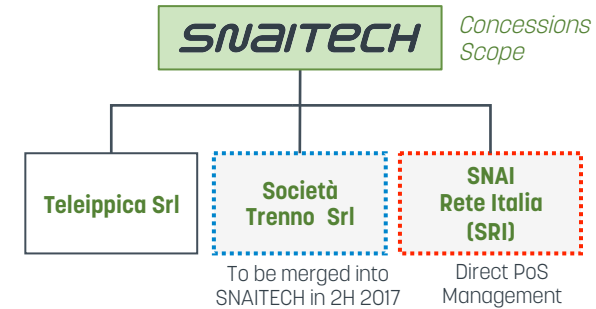 SNAITECH
Concessions
Scope
Teleippica Srl
Società
Trenno Srl
SNAI
Rete Italia
(SRI)
To be merged into
SNAITECH in 2H 2017
Direct PoS
Management